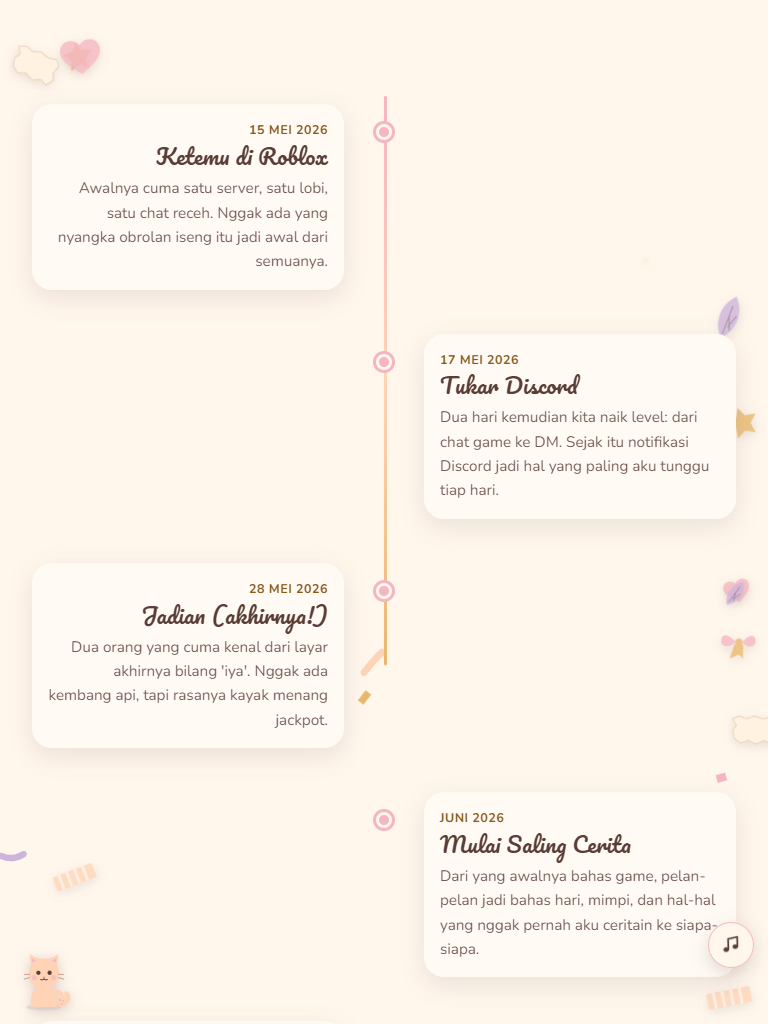 15 MEI 2026
Ketemu di Roblox
Awalnya cuma satu server, satu lobi,
satu chat receh. Nggak ada yang
nyangka obrolan iseng itu jadi awal dari
semuanya.
17 MEI 2026
Tukar Discord
Dua hari kemudian kita naik level: dari
chat game ke DM. Sejak itu notifikasi
Discord jadi hal yang paling aku tunggu
tiap hari.
28 MEI 2026
Jadian (akhirnya!)
Dua orang yang cuma kenal dari layar
akhirnya bilang 'iya'. Nggak ada
kembang api, tapi rasanya kayak menang
jackpot.
JUNI 2026
Mulai Saling Cerita
Dari yang awalnya bahas game, pelan-
pelan jadi bahas hari, mimpi, dan hal-hal
yang nggak pernah aku ceritain ke siapa-
siapa.